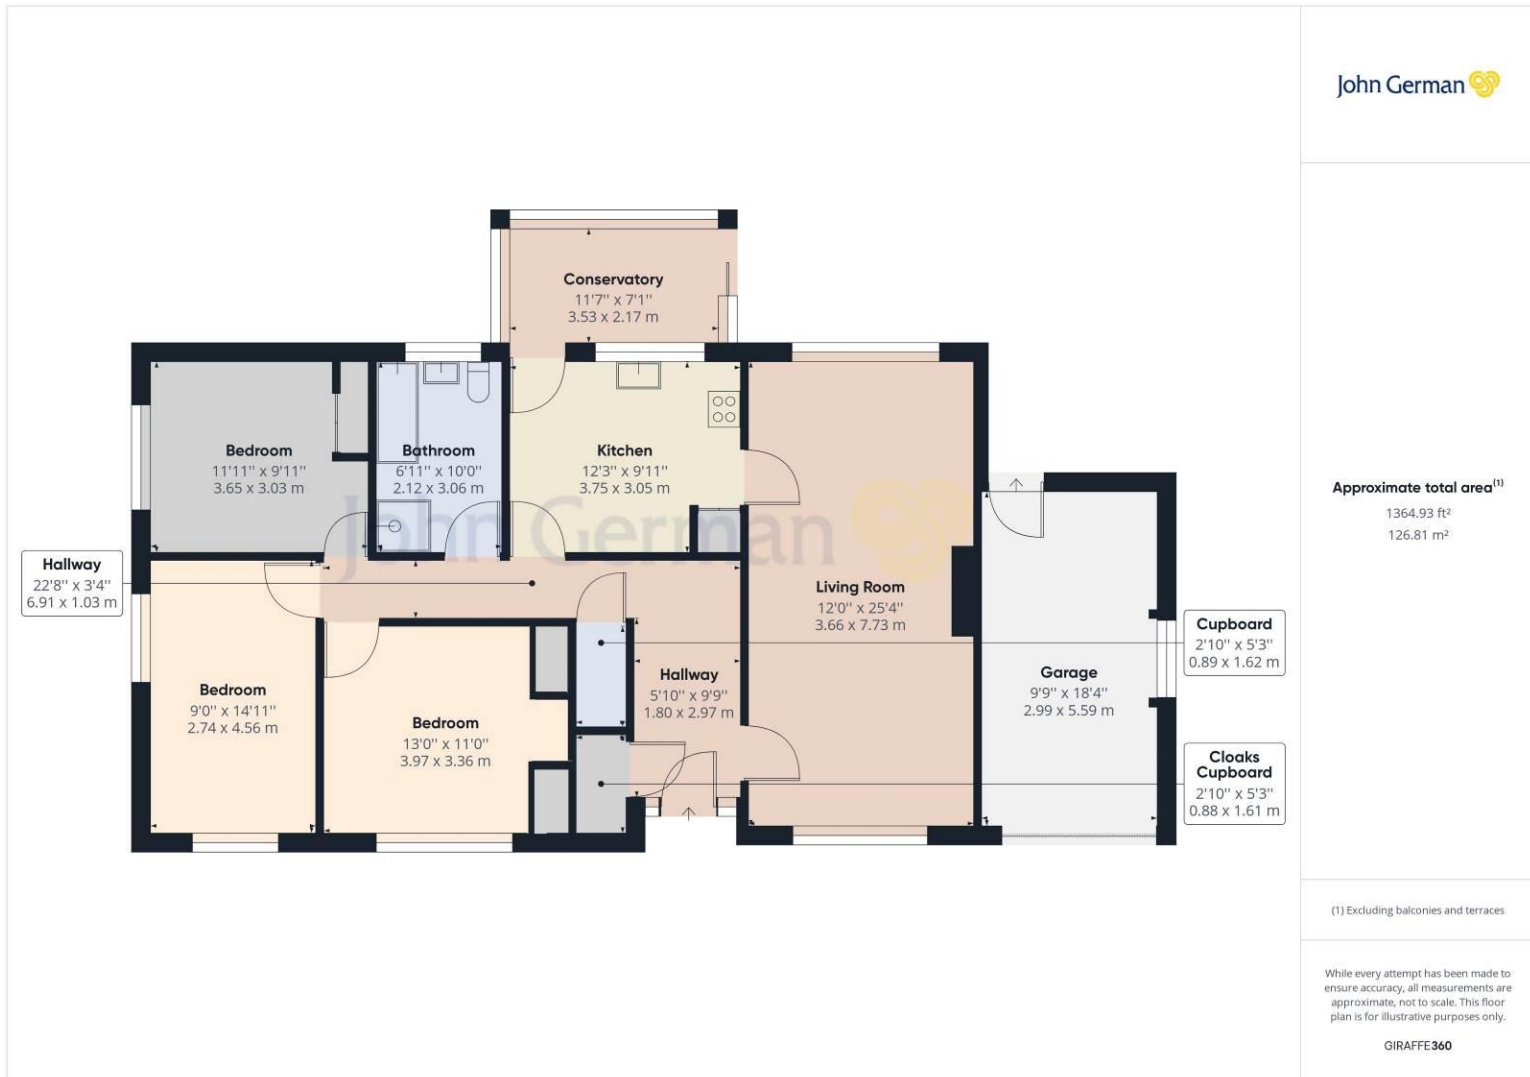 John German
Conservatory
11'7'' x 7'1''
3.53 x 2.17 m
Bedroom
11'11'' x 9'11''
3.65 x 3.03 m
Bathroom
6'11'' x 10'0''
2.12 x 3.06 m
Kitchen
12'3'' x 9'11''
3.75 x 3.05 m
John German
Hallway
22'8'' x 3'4''
6.91 x 1.03 m
Living Room
12'0'' x 25'4''
3.66 x 7.73 m
Cupboard
2'10'' x 5'3''
0.89 x 1.62 m
Bedroom
9'0'' x 14'11''
2.74 x 4.56 m
Bedroom
13'0'' x 11'0''
3.97 x 3.36 m
Hallway
5'10'' x 9'9''
1.80 x 2.97 m
Garage
9'9'' x 18'4''
2.99 x 5.59 m
Cloaks
Cupboard
2'10'' x 5'3''
0.88 x 1.61 m
Approximate total area(1)
1364.93 ft²
126.81 m²
(1) Excluding balconies and terraces
While every attempt has been made to
ensure accuracy, all measurements are
approximate, not to scale. This floor
plan is for illustrative purposes only.
GIRAFFE360